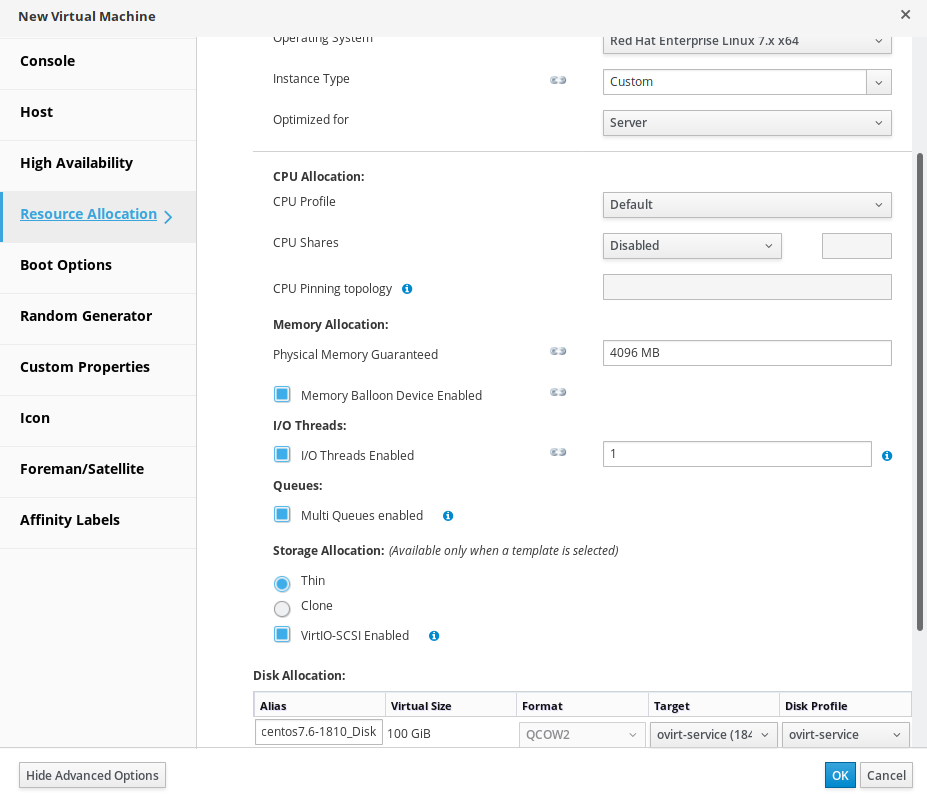 New Virtual Machine
Console
Host
High Availability
Resource Allocation
Boot Options
Random Generator
Custom Properties
Icon
Foreman/Satellite
Affinity Labels
Operating System Red Hat Enterprise Linux 7.x x64
Instance Type Custom
Optimized for Server
CPU Allocation:
CPU Profile Default
CPU Shares Disabled
CPU Pinning topology
Memory Allocation:
Physical Memory Guaranteed 4096 MB
Memory Balloon Device Enabled
I/O Threads:
I/O Threads Enabled 1
Queues:
Multi Queues enabled
Storage Allocation: (Available only when a template is selected)
Thin
Clone
VirtIO-SCSI Enabled
Disk Allocation:
Alias Virtual Size Format Target Disk Profile
centos7.6-1810_Disk 100 GiB QCOW2 ovirt-service (184 ovirt-service
Hide Advanced Options OK Cancel